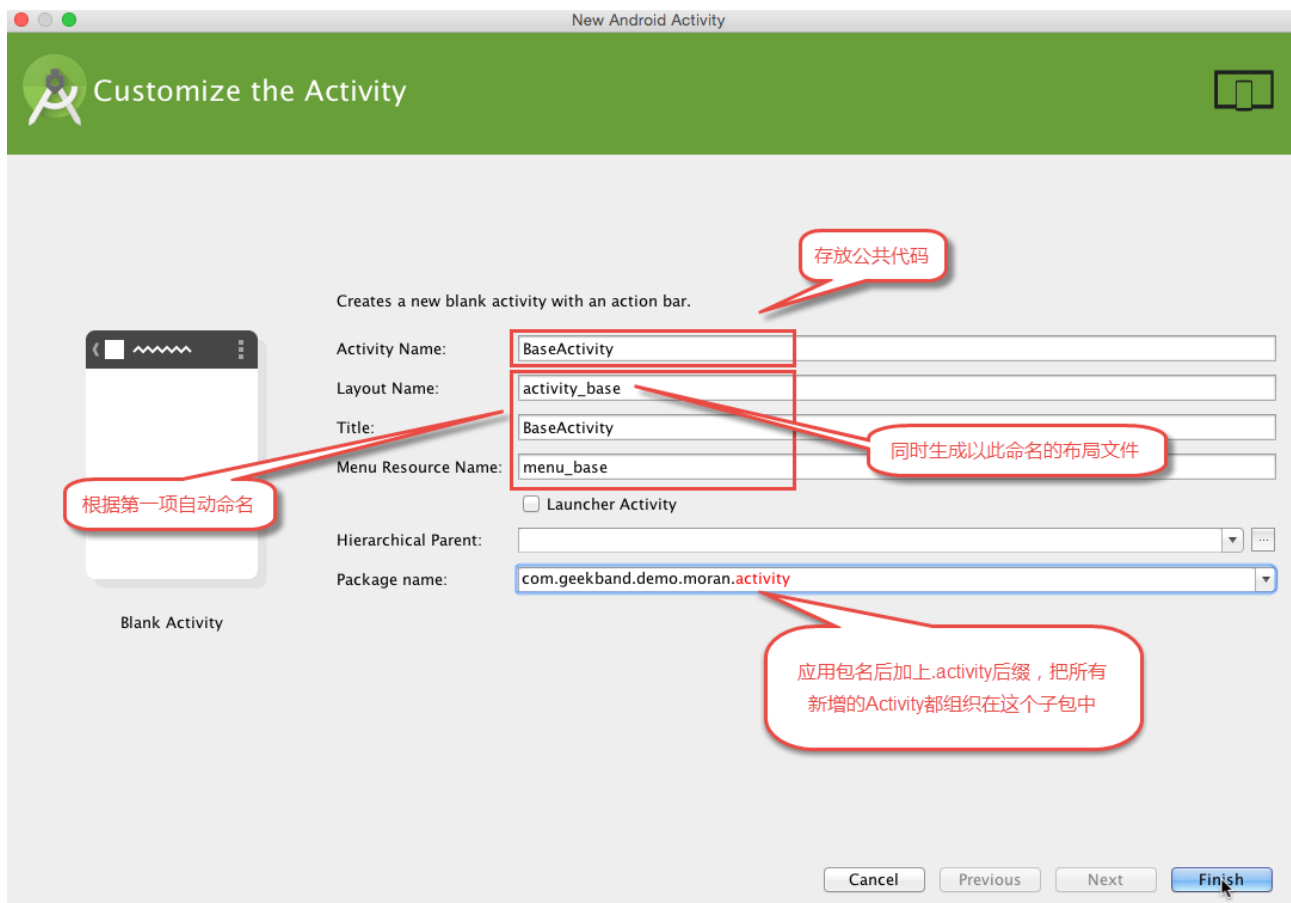 New Android Activity
Customize the Activity
存放公共代码
Creates a new blank activity with an action bar.
Activity Name:
BaseActivity
Layout Name:
activity_base
Title:
BaseActivity
同时生成以此命名的布局文件
Menu Resource Name:
menu_base
根据第一项自动命名
Launcher Activity
Hierarchical Parent:
...
Package name:
com.geekband.demo.moran.activity
Blank Activity
应用包名后加上.activity后缀，把所有
新增的Activity都组织在这个子包中
Cancel
Previous
Next
Finish